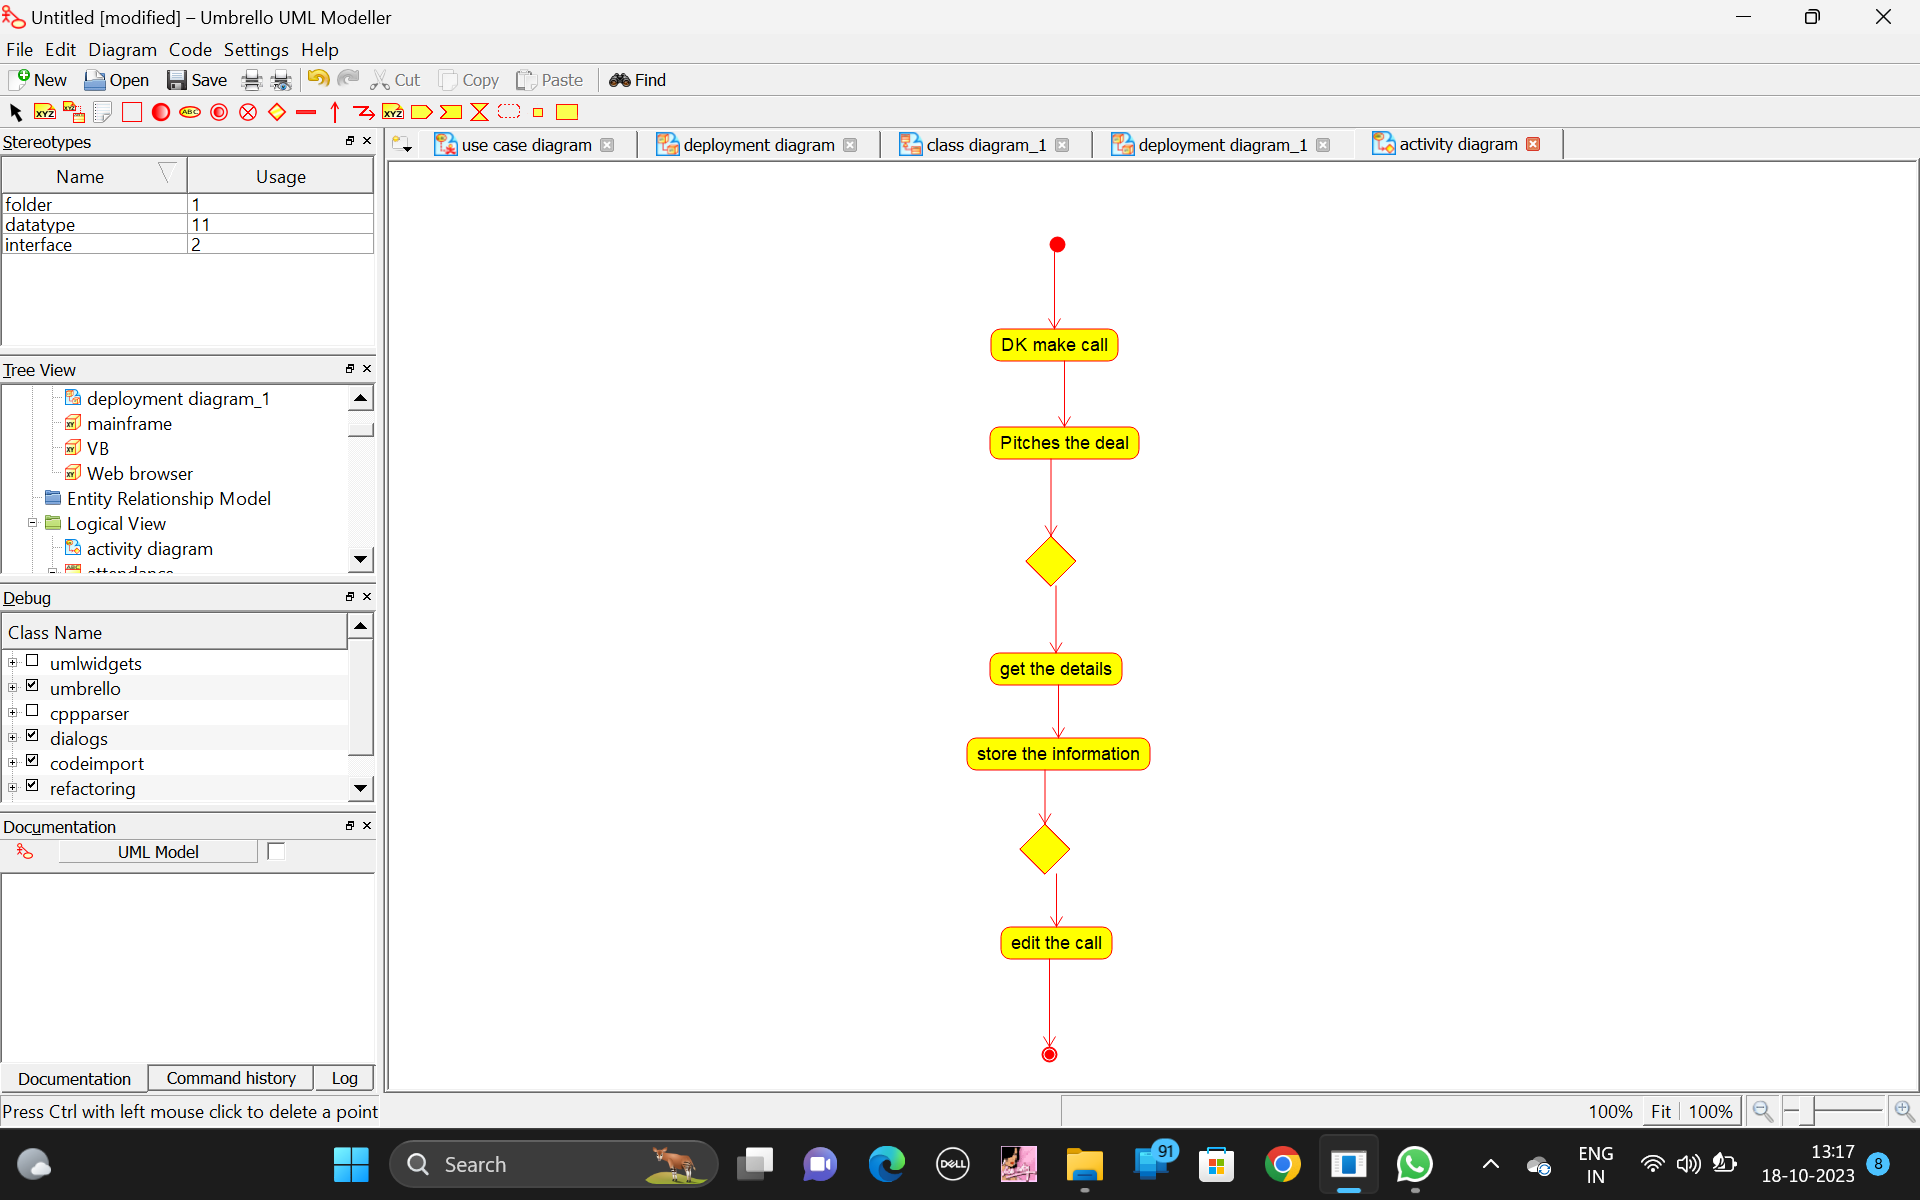 Untitled [modified] – Umbrello UML Modeller
File Edit Diagram Code Settings Help
New Open Save Cut Copy Paste Find
XYZ ABC XYZ
Stereotypes
use case diagram deployment diagram class diagram_1 deployment diagram_1 activity diagram
Name Usage
folder 1
datatype 11
interface 2
Tree View
deployment diagram_1
mainframe
VB
Web browser
Entity Relationship Model
Logical View
activity diagram
attendance
Debug
Class Name
umlwidgets
umbrello
cppparser
dialogs
codeimport
refactoring
Documentation
UML Model
Documentation Command history Log
Press Ctrl with left mouse click to delete a point
DK make call
Pitches the deal
get the details
store the information
edit the call
100% Fit 100%
Search
DELL
91
ENG
IN
13:17
18-10-2023
8